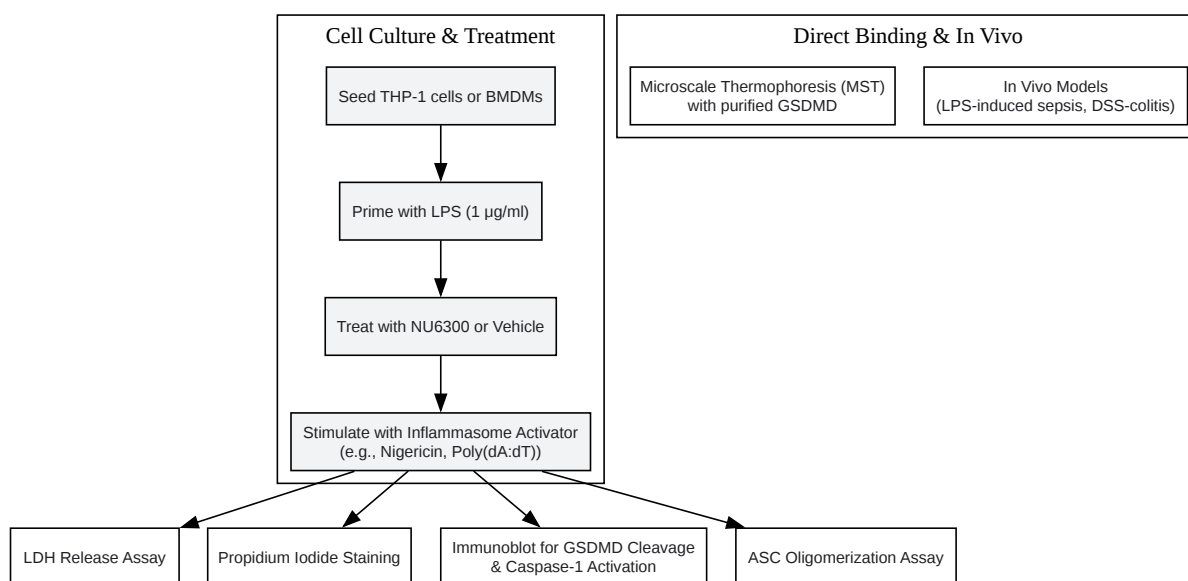 Cell Culture & Treatment
Seed THP-1 cells or BMDMs
Prime with LPS (1 μg/ml)
Treat with NU6300 or Vehicle
Stimulate with Inflammasome Activator
(e.g., Nigericin, Poly(dA:dT))
Direct Binding & In Vivo
Microscale Thermophoresis (MST)
with purified GSDMD
In Vivo Models
(LPS-induced sepsis, DSS-colitis)
LDH Release Assay
Propidium Iodide Staining
Immunoblot for GSDMD Cleavage
& Caspase-1 Activation
ASC Oligomerization Assay